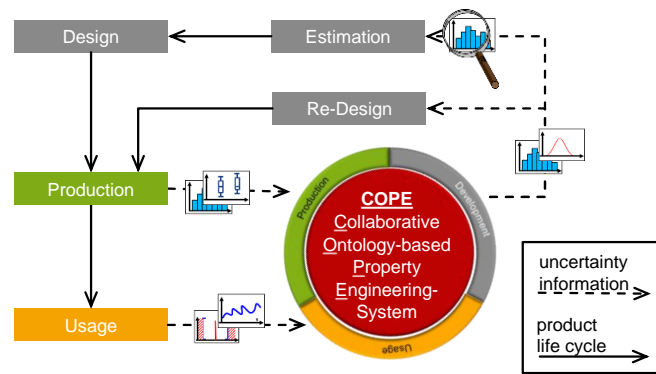 Design
Estimation
Re-Design
Production
Usage
Production
Development
Usage
COPE
Collaborative
Ontology-based
Property
Engineering-
System
uncertainty
information
product
life cycle